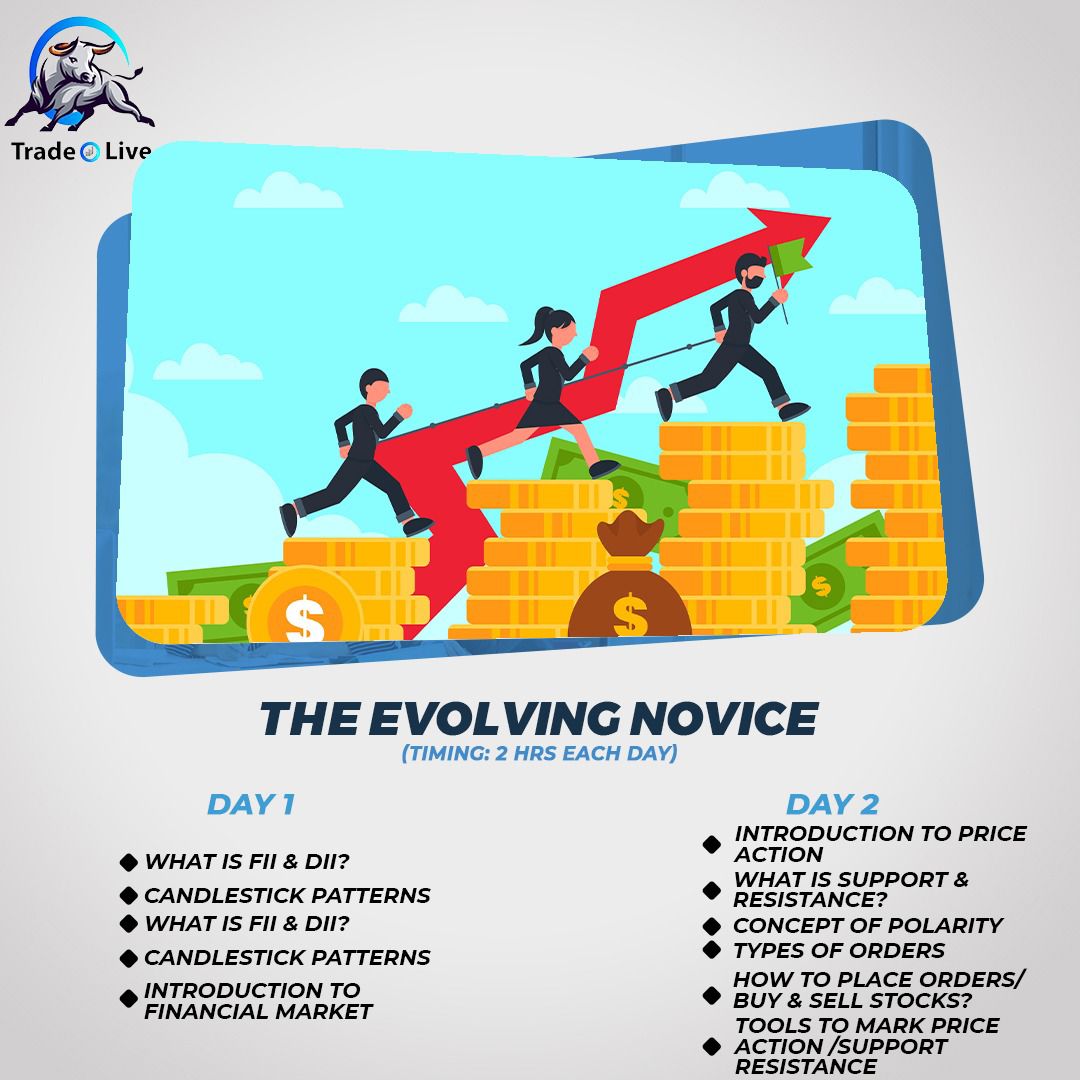 Trade Live
$
$
$
$
THE EVOLVING NOVICE
(TIMING: 2 HRS EACH DAY)
DAY 1
WHAT IS FII & DII?
CANDLESTICK PATTERNS
WHAT IS FII & DII?
CANDLESTICK PATTERNS
INTRODUCTION TO
FINANCIAL MARKET
DAY 2
INTRODUCTION TO PRICE
ACTION
WHAT IS SUPPORT &
RESISTANCE?
CONCEPT OF POLARITY
TYPES OF ORDERS
HOW TO PLACE ORDERS/
BUY & SELL STOCKS?
TOOLS TO MARK PRICE
ACTION /SUPPORT
RESISTANCE